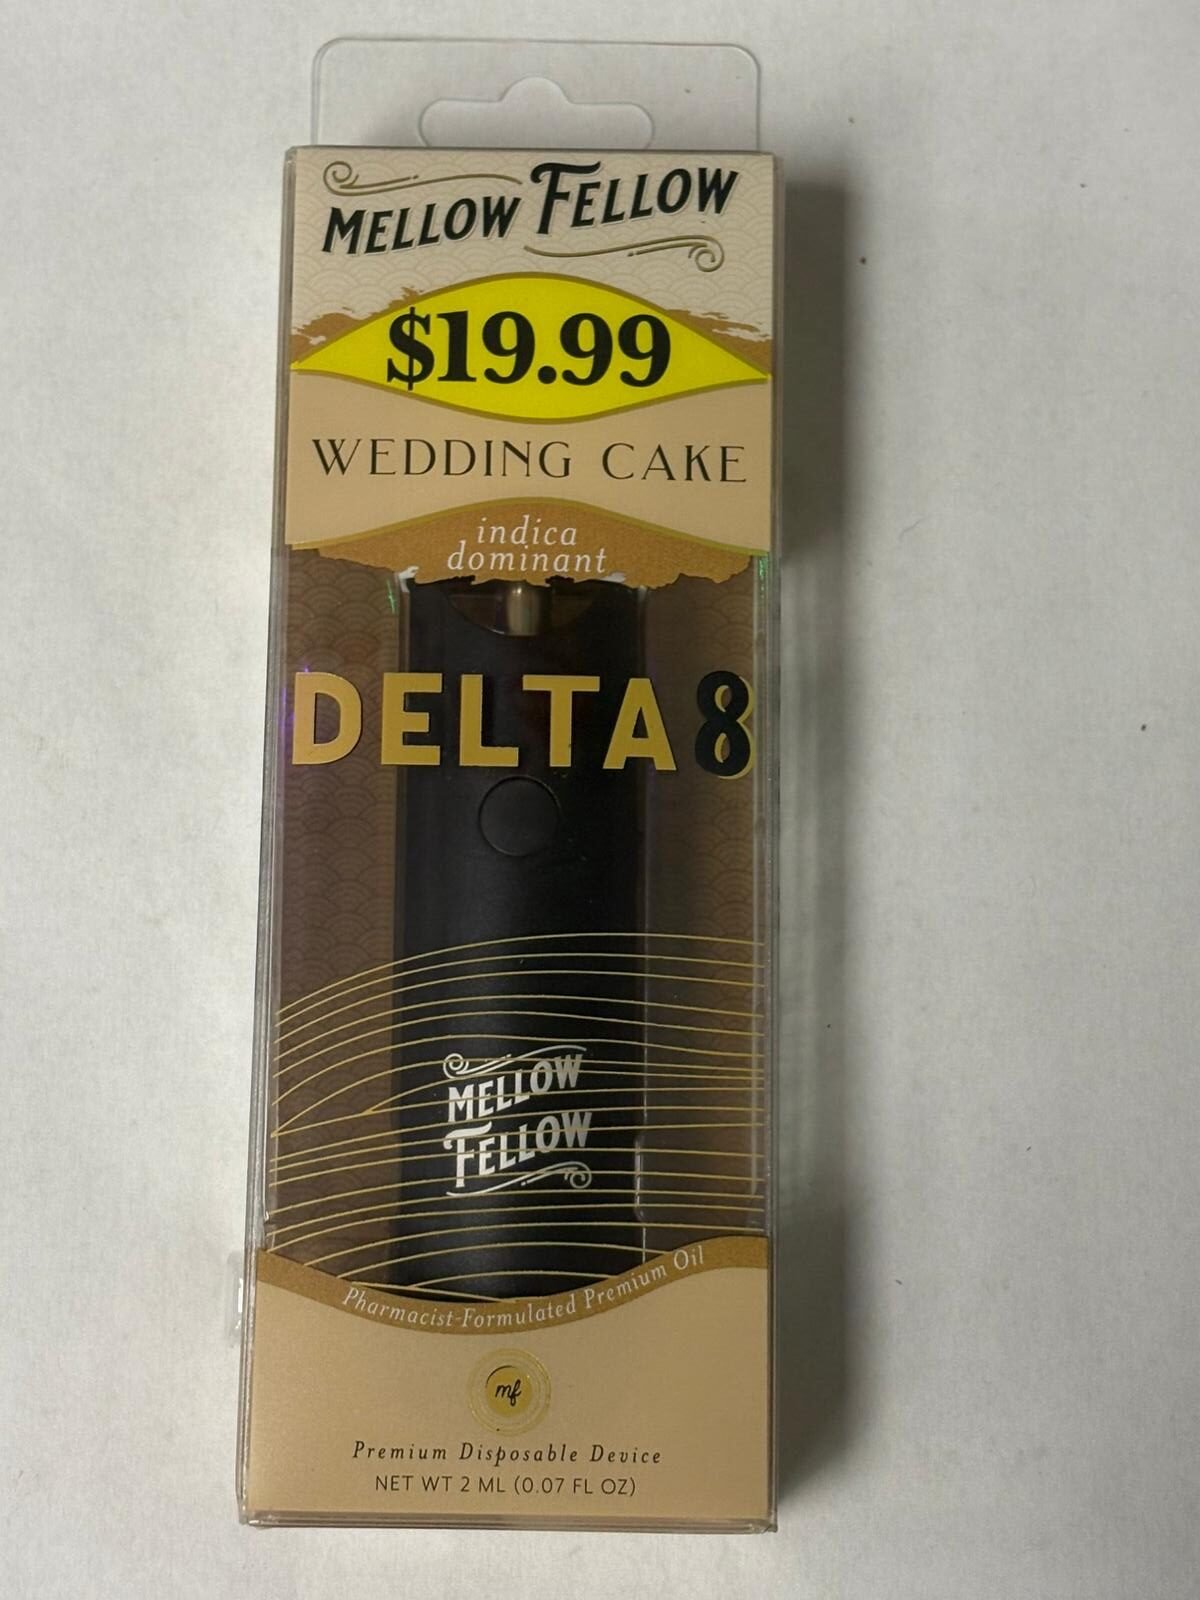 MELLOW FELLOW
$19.99
WEDDING CAKE
indica
dominant
DELTA 8
MELLOW
FELLOW
Pharmacist-Formulated Premium Oil
mf
Premium Disposable Device
NET WT 2 ML (0.07 FL OZ)